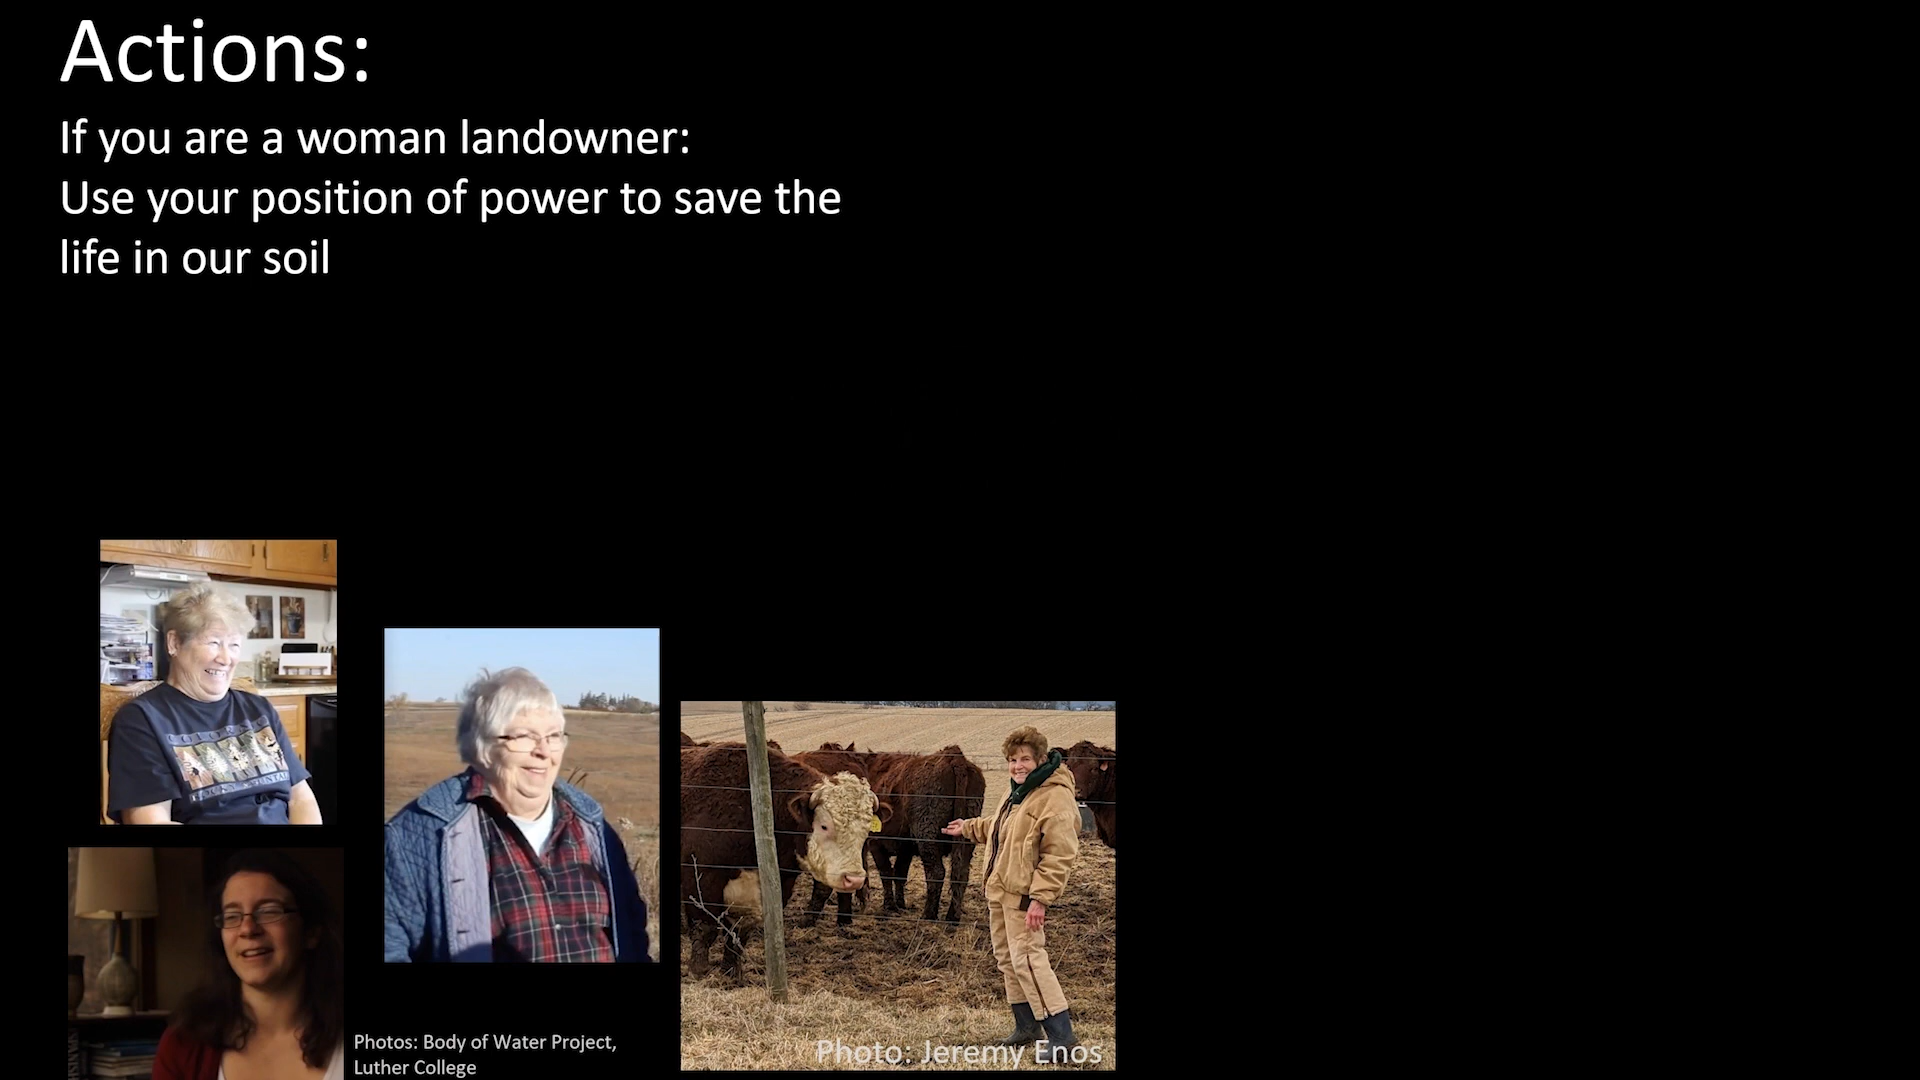 Actions:
If you are a woman landowner:
Use your position of power to save the
life in our soil
Photos: Body of Water Project,
Luther College
Photo: Jeremy Enos